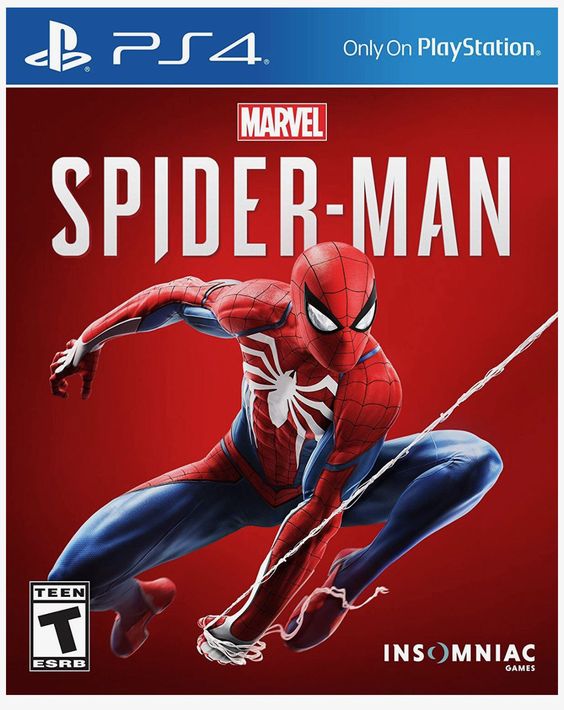 PS4
Only On PlayStation®
MARVEL
SPIDER-MAN
TEEN
T
ESRB
INSOMNIAC
GAMES